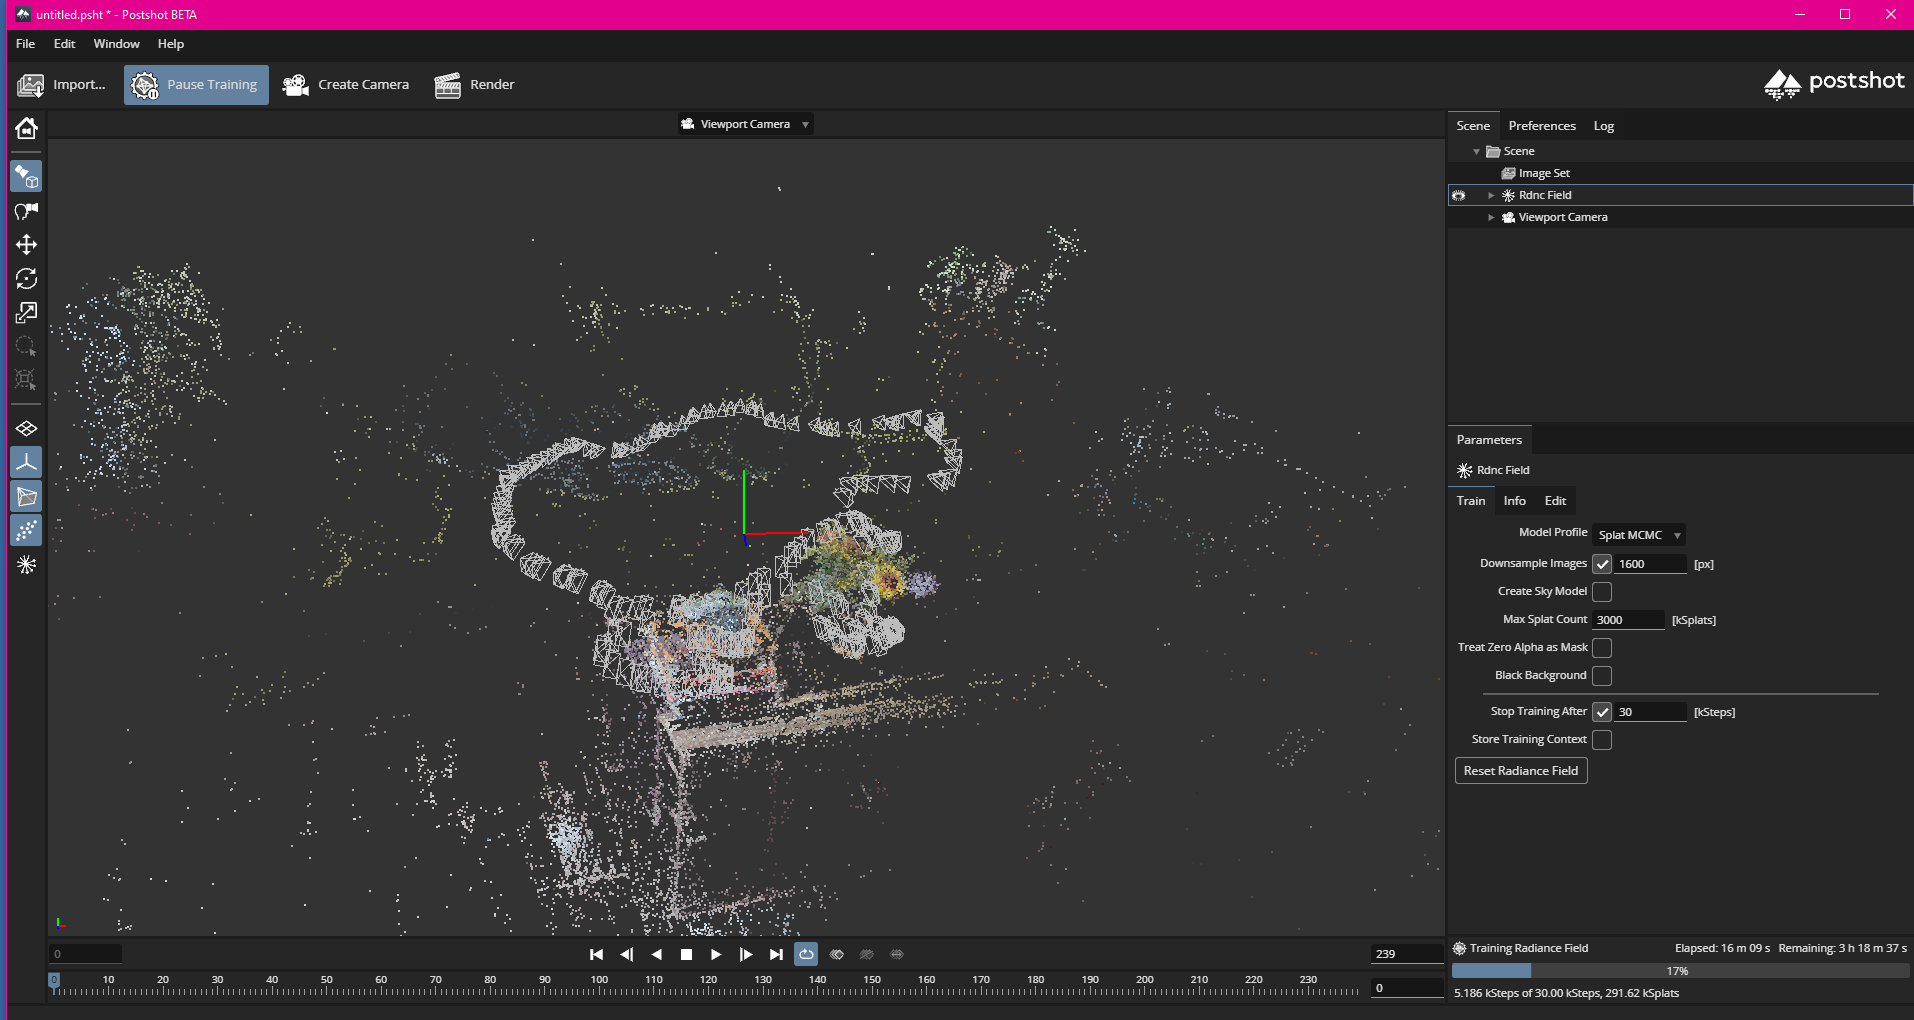 untitled.psht * - Postshot BETA
File Edit Window Help
Import... Pause Training Create Camera Render postshot
Viewport Camera
Scene Preferences Log
Scene
Image Set
Rdnc Field
Viewport Camera
Parameters
Rdnc Field
Train Info Edit
Model Profile Splat MCMC
Downsample Images 1600 [px]
Create Sky Model
Max Splat Count 3000 [kSplats]
Treat Zero Alpha as Mask
Black Background
Stop Training After 30 [kSteps]
Store Training Context
Reset Radiance Field
0 239
0 10 20 30 40 50 60 70 80 90 100 110 120 130 140 150 160 170 180 190 200 210 220 230
0
Training Radiance Field Elapsed: 16 m 09 s Remaining: 3 h 18 m 37 s
17%
5.186 kSteps of 30.00 kSteps, 291.62 kSplats